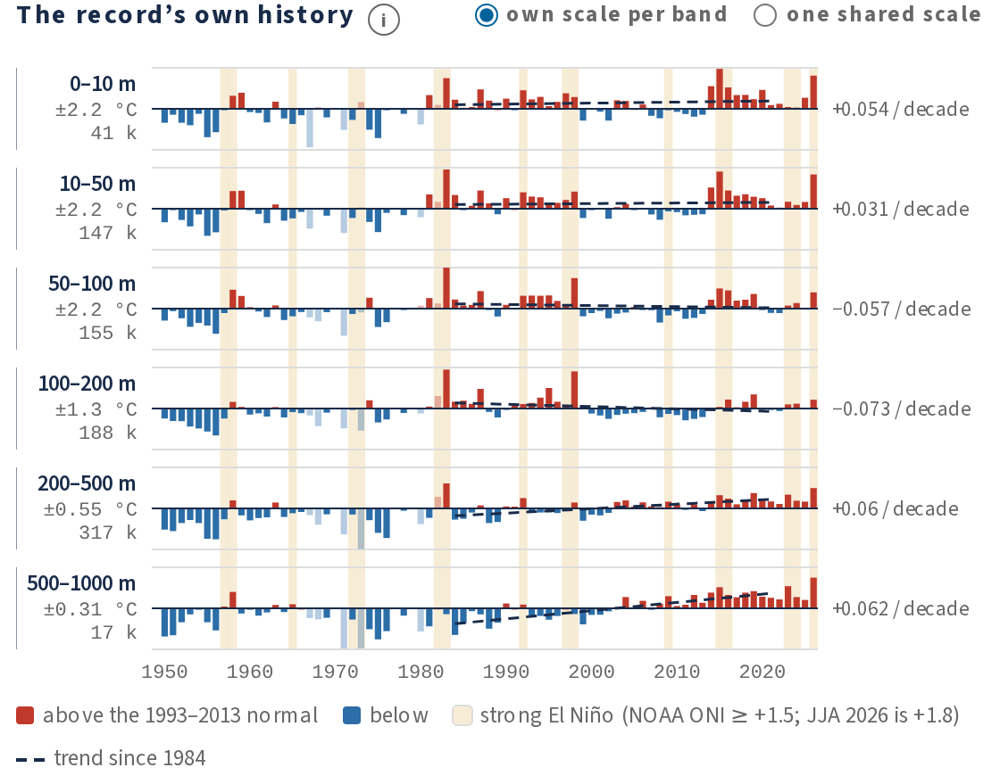 The record’s own history i own scale per band one shared scale
0–10 m
±2.2 °C
+0.054 / decade
41 k
10–50 m
±2.2 °C
+0.031 / decade
147 k
50–100 m
±2.2 °C
−0.057 / decade
155 k
100–200 m
±1.3 °C
−0.073 / decade
188 k
200–500 m
±0.55 °C
+0.06 / decade
317 k
500–1000 m
±0.31 °C
+0.062 / decade
17 k
1950 1960 1970 1980 1990 2000 2010 2020
above the 1993–2013 normal below strong El Niño (NOAA ONI ≥ +1.5; JJA 2026 is +1.8)
trend since 1984